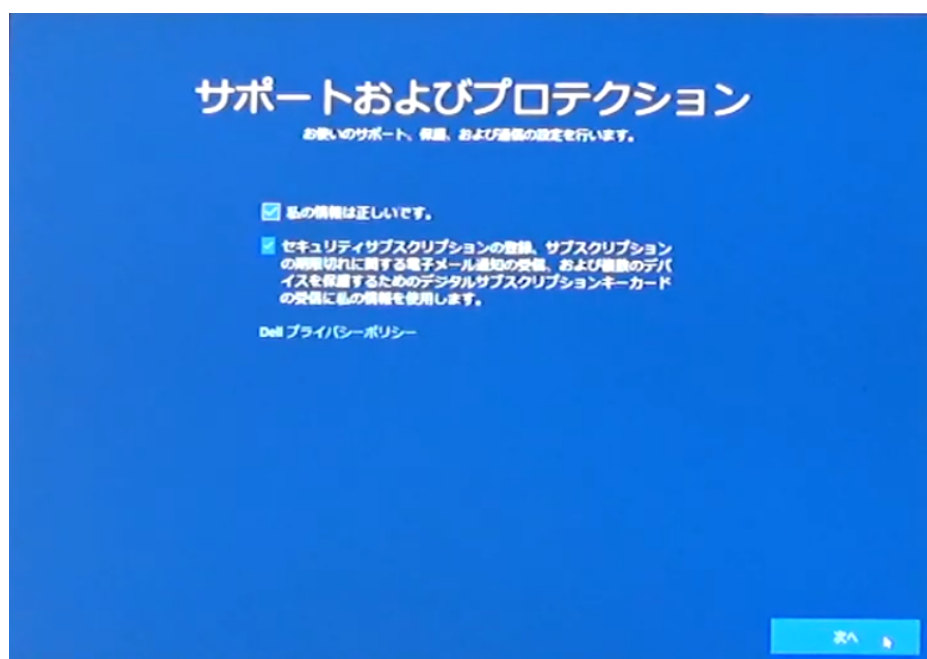 サポートおよびプロテクション
お使いのサポート、保護、および通信の設定を行います。
私の情報は正しいです。
セキュリティサブスクリプションの登録、サブスクリプション
の期限切れに関する電子メール通知の受信、および複数のデバ
イスを保護するためのデジタルサブスクリプションキーカード
の受信に私の情報を使用します。
Dell プライバシーポリシー
次へ